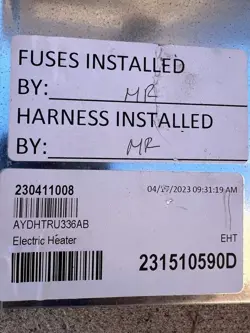 FUSES INSTALLED
BY: MR
HARNESS INSTALLED
BY: MR
230411008 04/17/2023 09:31:19 AM
AYDHTRU336AB
Electric Heater EHT
231510590D